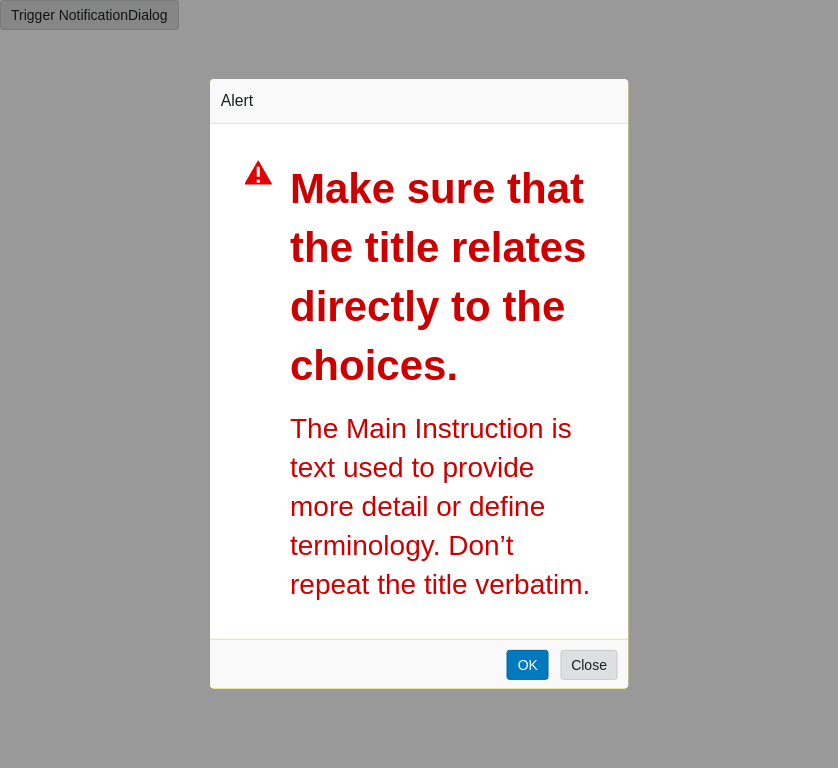 Trigger NotificationDialog
Alert
Make sure that
the title relates
directly to the
choices.
The Main Instruction is
text used to provide
more detail or define
terminology. Don’t
repeat the title verbatim.
OK Close